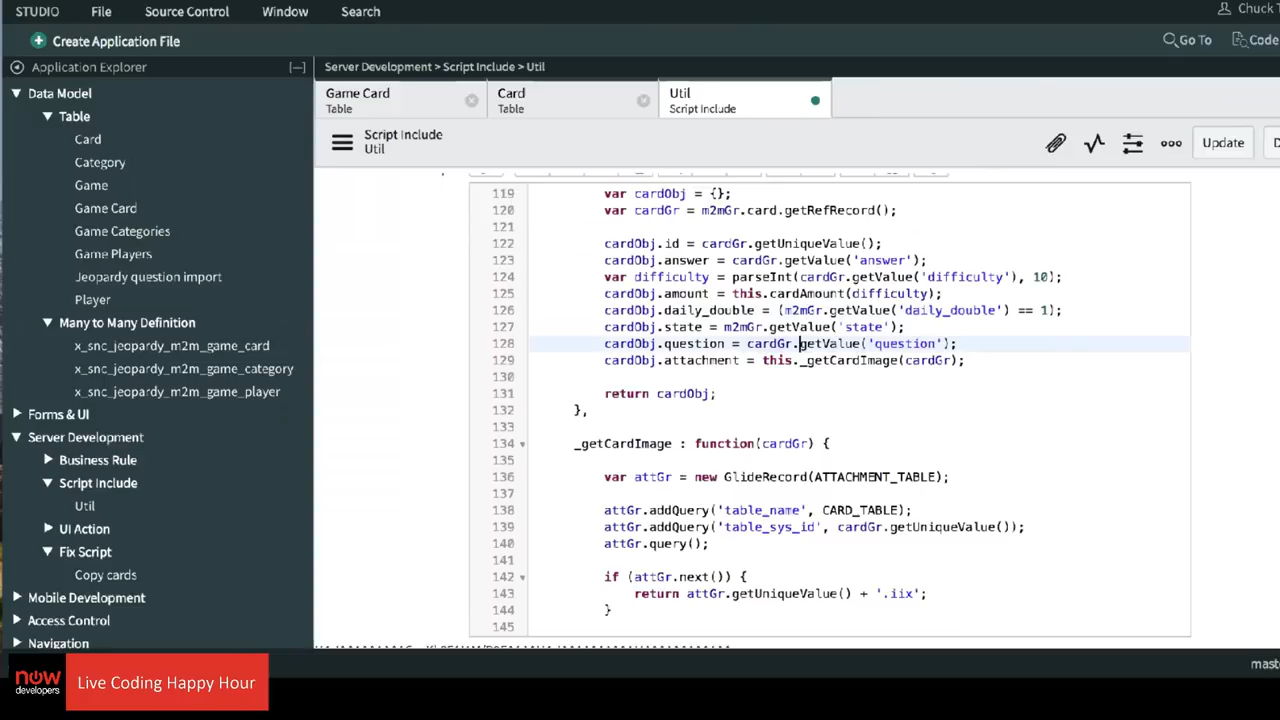 STUDIO File Source Control Window Search Chuck
Create Application File Go To Code
Application Explorer Server Development > Script Include > Util
Data Model
Table
Card
Category
Game
Game Card
Game Categories
Game Players
Jeopardy question import
Player
Many to Many Definition
x_snc_jeopardy_m2m_game_card
x_snc_jeopardy_m2m_game_category
x_snc_jeopardy_m2m_game_player
Forms & UI
Server Development
Business Rule
Script Include
Util
UI Action
Fix Script
Copy cards
Mobile Development
Access Control
Navigation
Game Card
Table
Card
Table
Util
Script Include
Script Include
Util
Update
119 var cardObj = {};
120 var cardGr = m2mGr.card.getRefRecord();
121
122 cardObj.id = cardGr.getUniqueValue();
123 cardObj.answer = cardGr.getValue('answer');
124 var difficulty = parseInt(cardGr.getValue('difficulty'), 10);
125 cardObj.amount = this.cardAmount(difficulty);
126 cardObj.daily_double = (m2mGr.getValue('daily_double') == 1);
127 cardObj.state = m2mGr.getValue('state');
128 cardObj.question = cardGr.getValue('question');
129 cardObj.attachment = this._getCardImage(cardGr);
130
131 return cardObj;
132 },
133
134 _getCardImage : function(cardGr) {
135
136 var attGr = new GlideRecord(ATTACHMENT_TABLE);
137
138 attGr.addQuery('table_name', CARD_TABLE);
139 attGr.addQuery('table_sys_id', cardGr.getUniqueValue());
140 attGr.query();
141
142 if (attGr.next()) {
143 return attGr.getUniqueValue() + '.iix';
144 }
145
now
developers
Live Coding Happy Hour